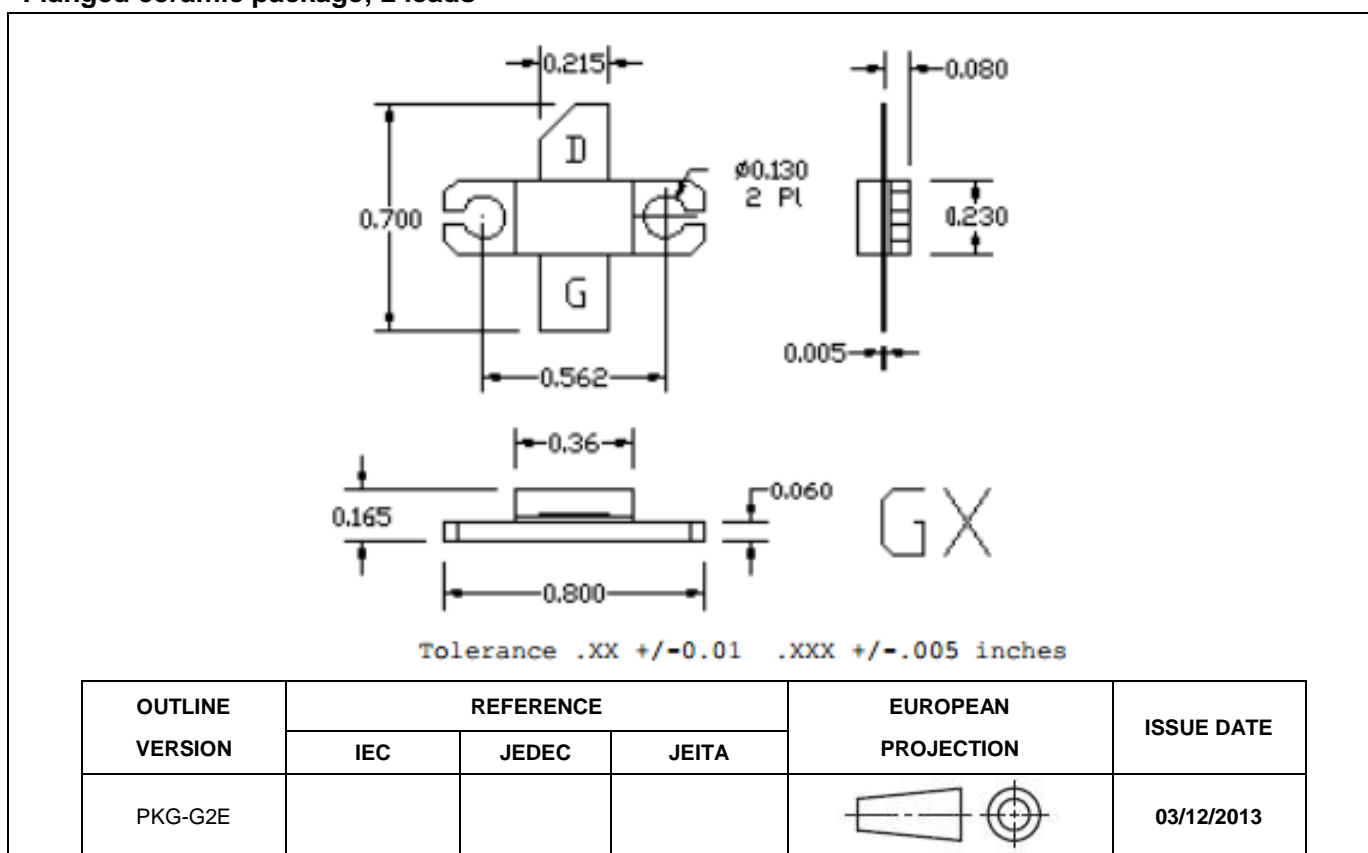 Flanged ceramic package; 2 leads
0.215
0.080
D
ø0.130
2 Pl
0.700
0.230
G
0.005
0.562
0.36
0.060
0.165
GX
0.800
Tolerance .XX +/-0.01 .XXX +/-.005 inches
OUTLINE
VERSION
REFERENCE
EUROPEAN
PROJECTION
ISSUE DATE
IEC
JEDEC
JEITA
PKG-G2E
03/12/2013